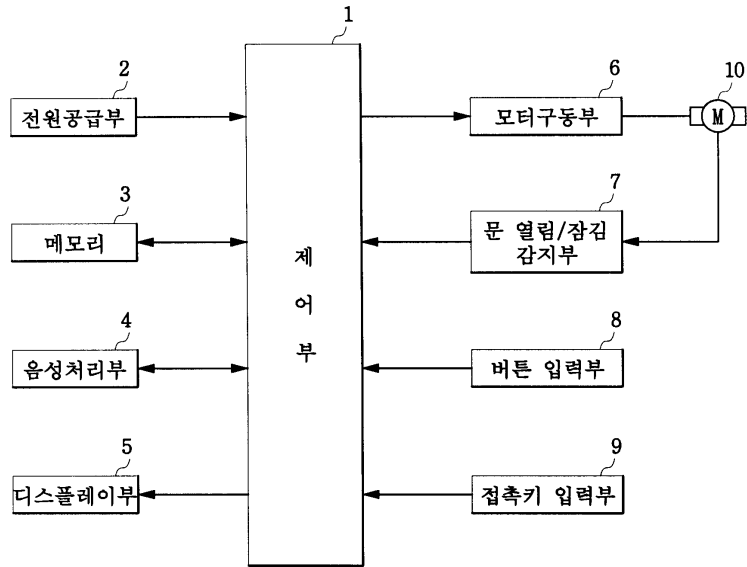 1
2
전원공급부
3
메모리
4
음성처리부
5
디스플레이부
제
어
부
6
모터구동부
10
M
7
문 열림/잠김
감지부
8
버튼 입력부
9
접촉키 입력부